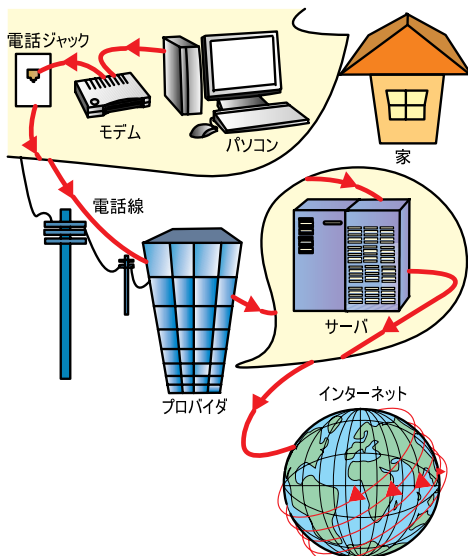 電話ジャック
モデム
パソコン
家
電話線
サーバ
プロバイダ
インターネット